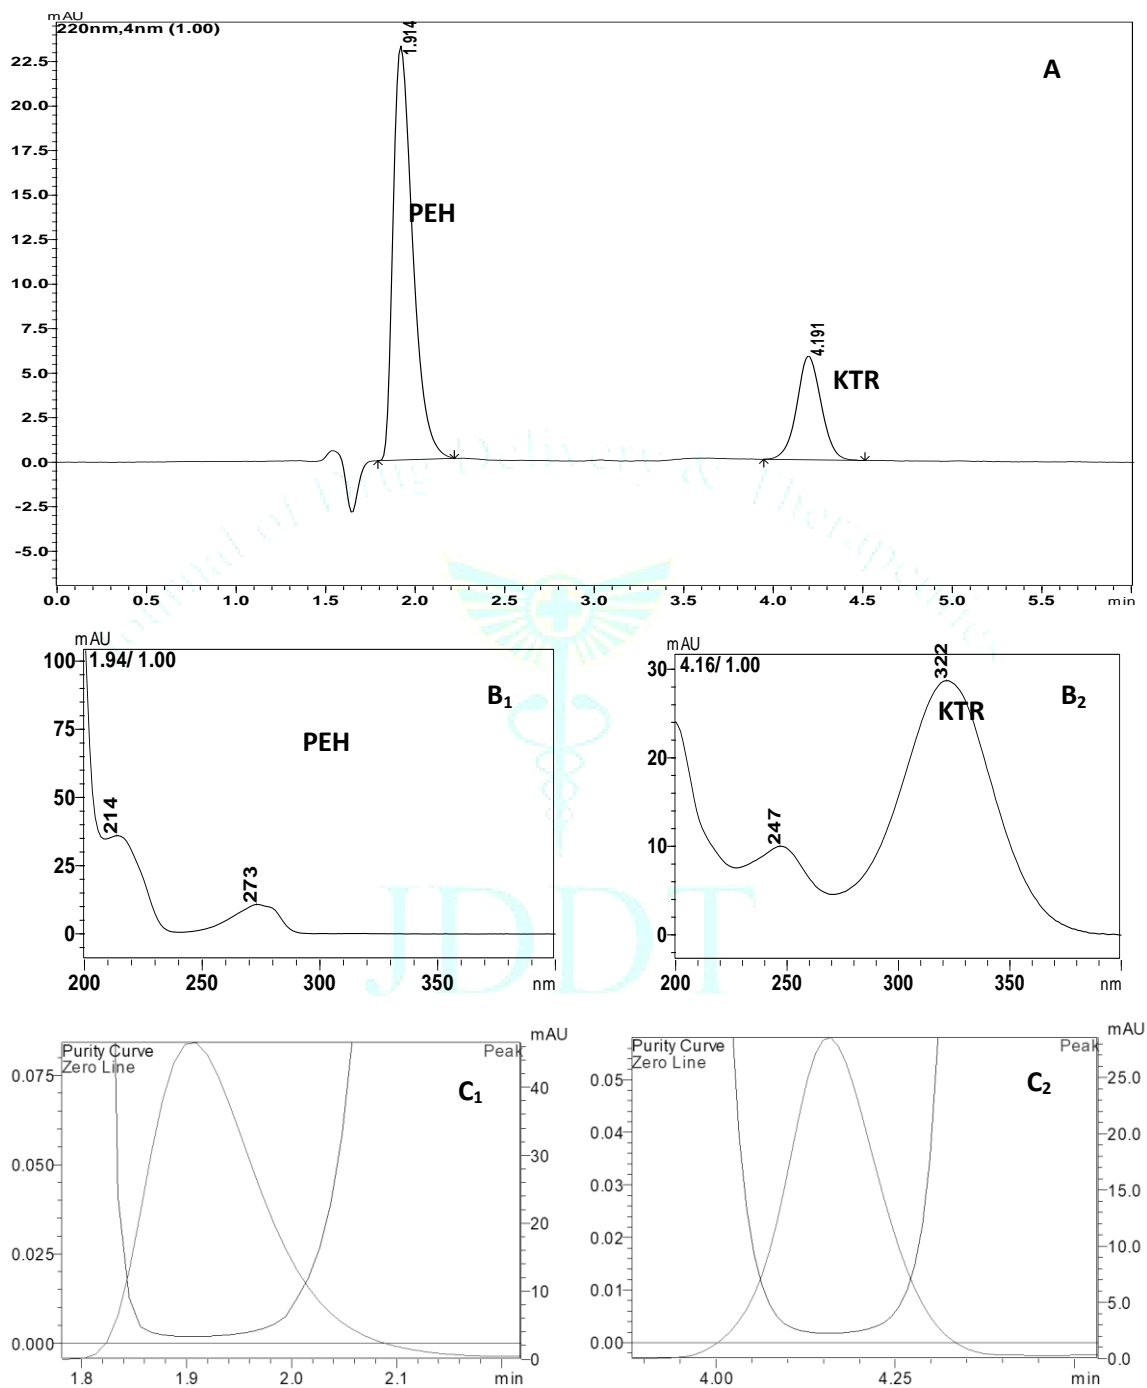 mAU
220nm,4nm (1.00)
1.914
A
22.5
20.0
17.5
15.0
12.5
10.0
7.5
5.0
2.5
0.0
-2.5
-5.0
PEH
4.191
KTR
Journal of Drug Delivery & Therapeutics
0.0 0.5 1.0 1.5 2.0 2.5 3.0 3.5 4.0 4.5 5.0 5.5 min
mAU
1.94/ 1.00
B1
PEH
100
75
50
25
0
214
273
200 250 300 350 nm
mAU
4.16/ 1.00
322
B2
KTR
30
20
10
0
247
200 250 300 350 nm
JDDT
Purity Curve
Zero Line
Peak
mAU
C1
0.075
0.050
0.025
0.000
40
30
20
10
0
1.8 1.9 2.0 2.1 min
Purity Curve
Zero Line
Peak
mAU
C2
0.05
0.04
0.03
0.02
0.01
0.00
25.0
20.0
15.0
10.0
5.0
0.0
4.00 4.25 min